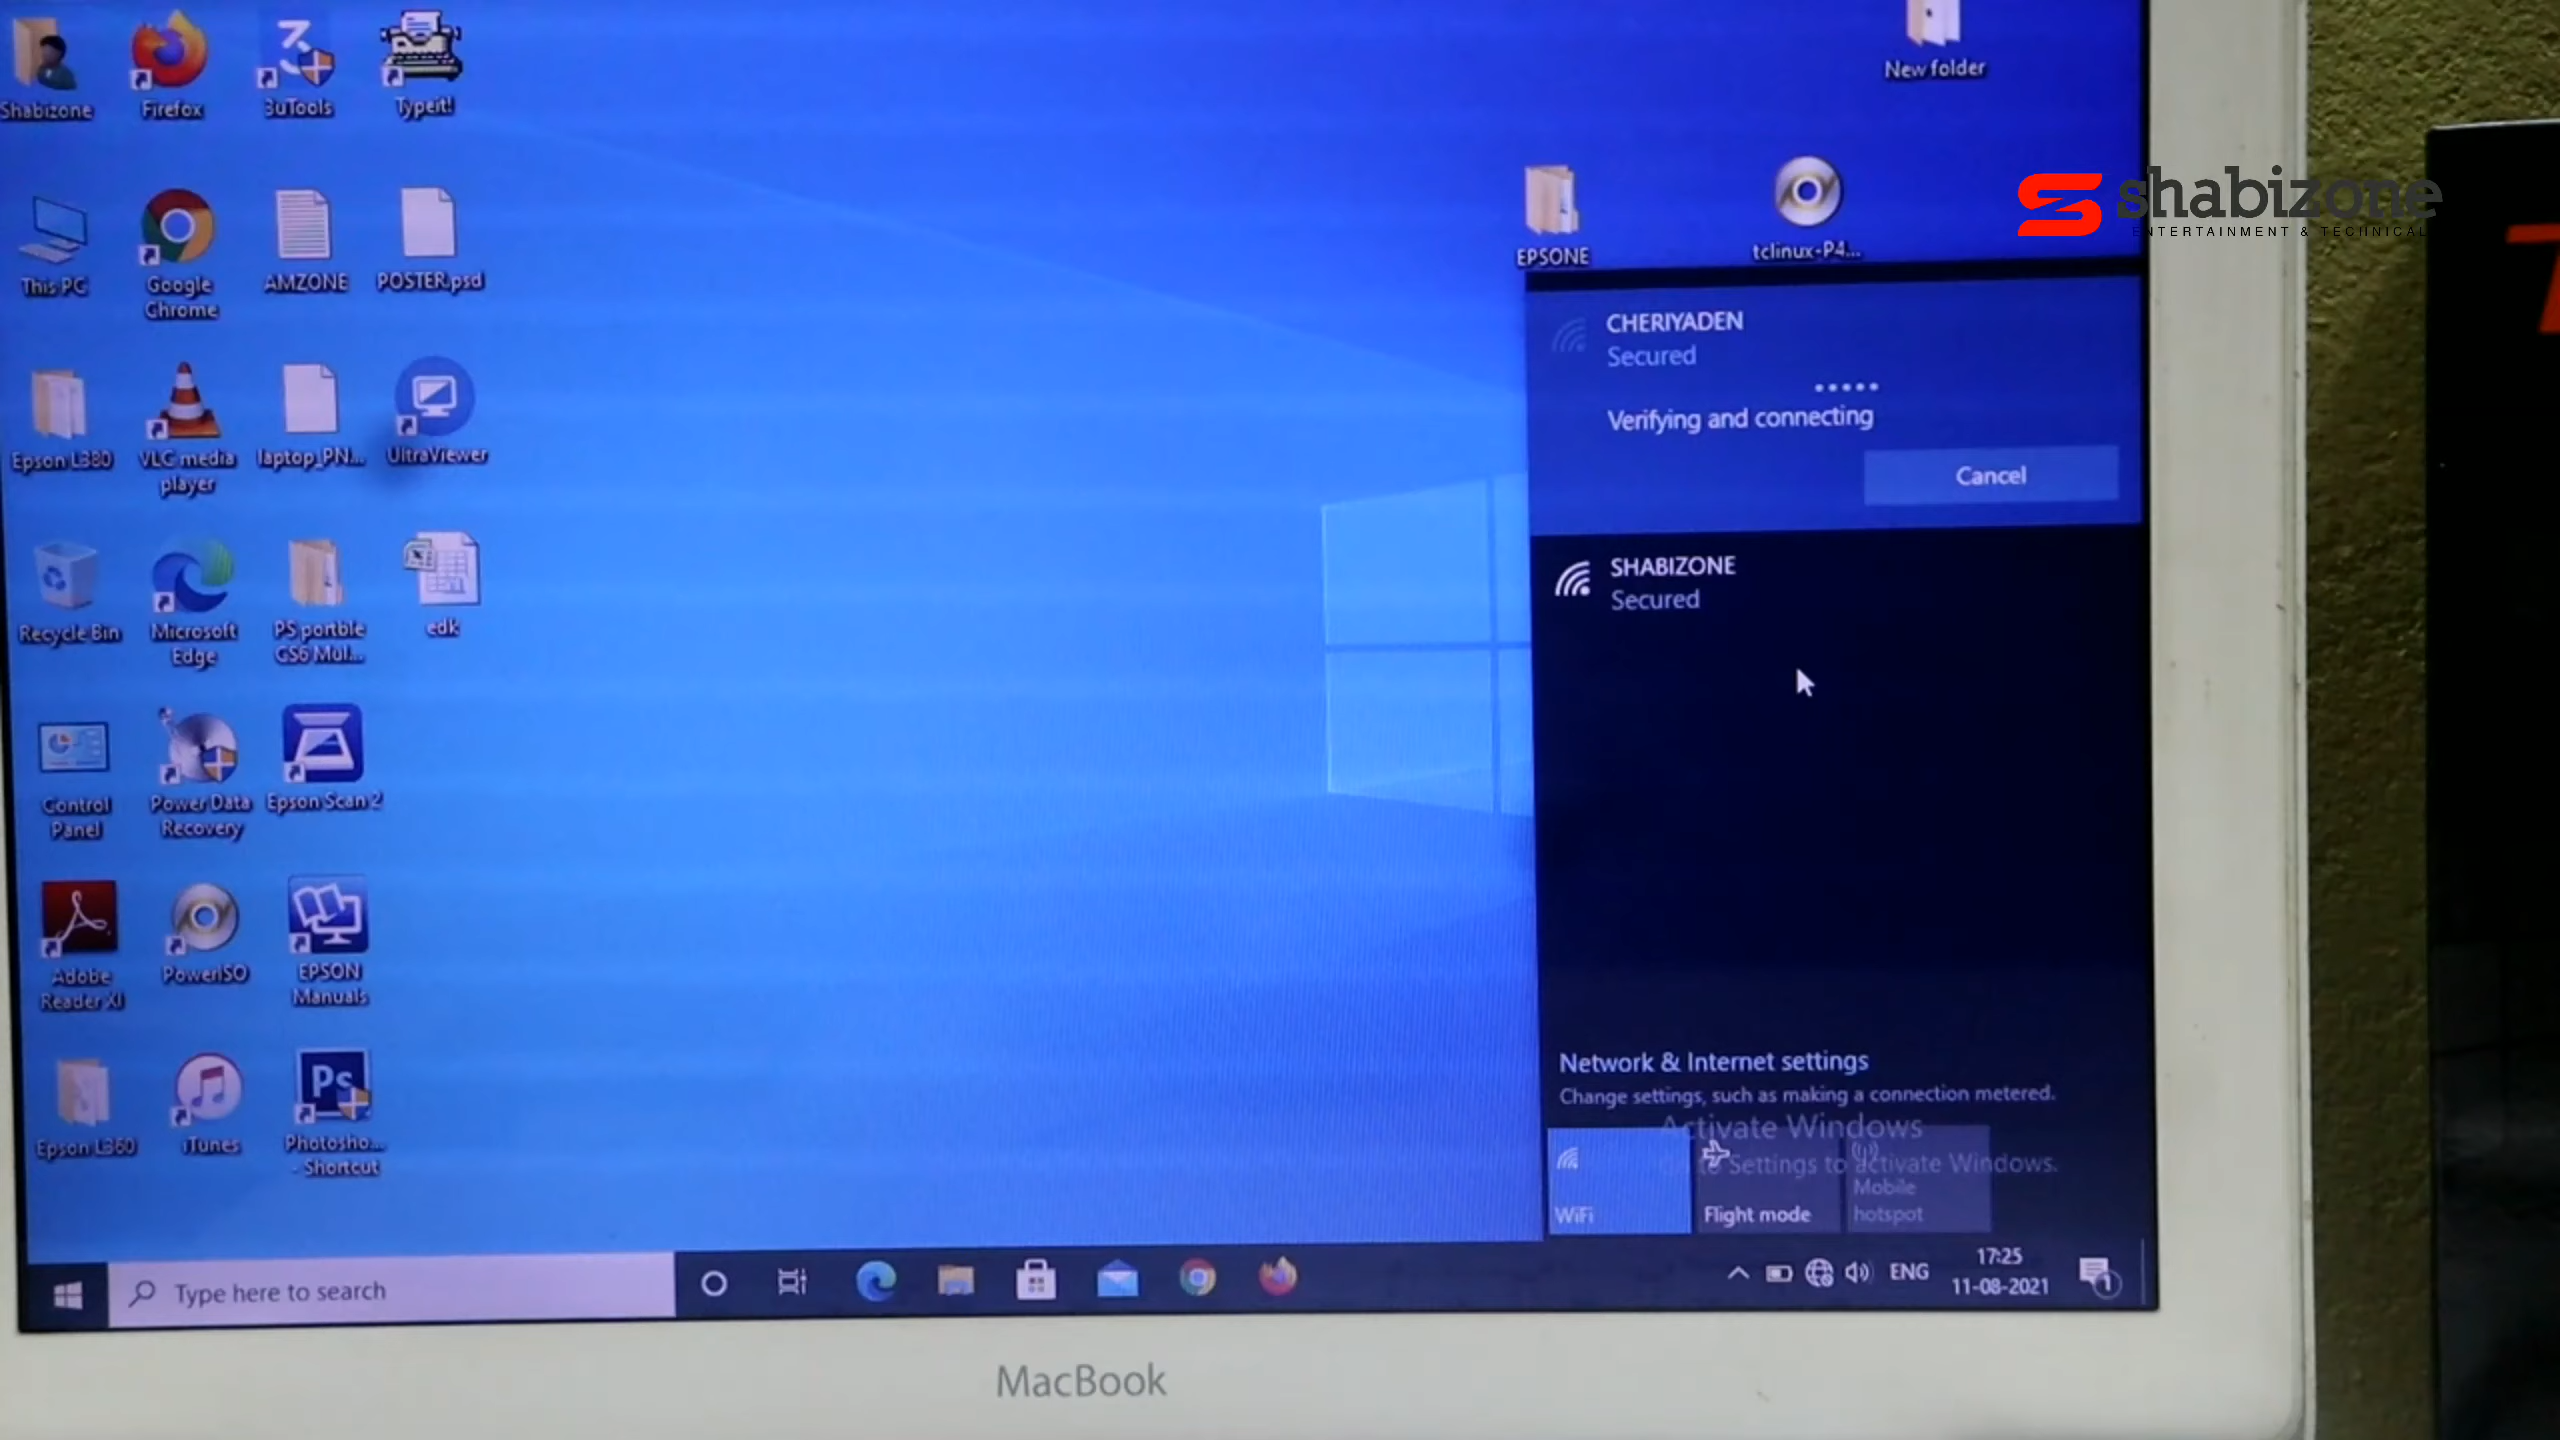 Shabizone
Firefox
3uTools
Typeit!
New folder
This PC
Google
Chrome
AMZONE
POSTER.psd
EPSONE
tclinux-P4...
shabizone
ENTERTAINMENT & TECHNICAL
Epson L380
VLC media
player
laptop_PN...
UltraViewer
CHERIYADEN
Secured
Verifying and connecting
Cancel
Recycle Bin
Microsoft
Edge
PS portble
CS6 Mul...
edk
SHABIZONE
Secured
Control
Panel
Power Data
Recovery
Epson Scan 2
Adobe
Reader XI
PowerISO
EPSON
Manuals
Epson L360
iTunes
Ps
Photosho...
- Shortcut
Network & Internet settings
Change settings, such as making a connection metered.
Activate Windows
Settings to activate Windows.
WiFi
Flight mode
Mobile
hotspot
Type here to search
ENG
17:25
11-08-2021
1
MacBook